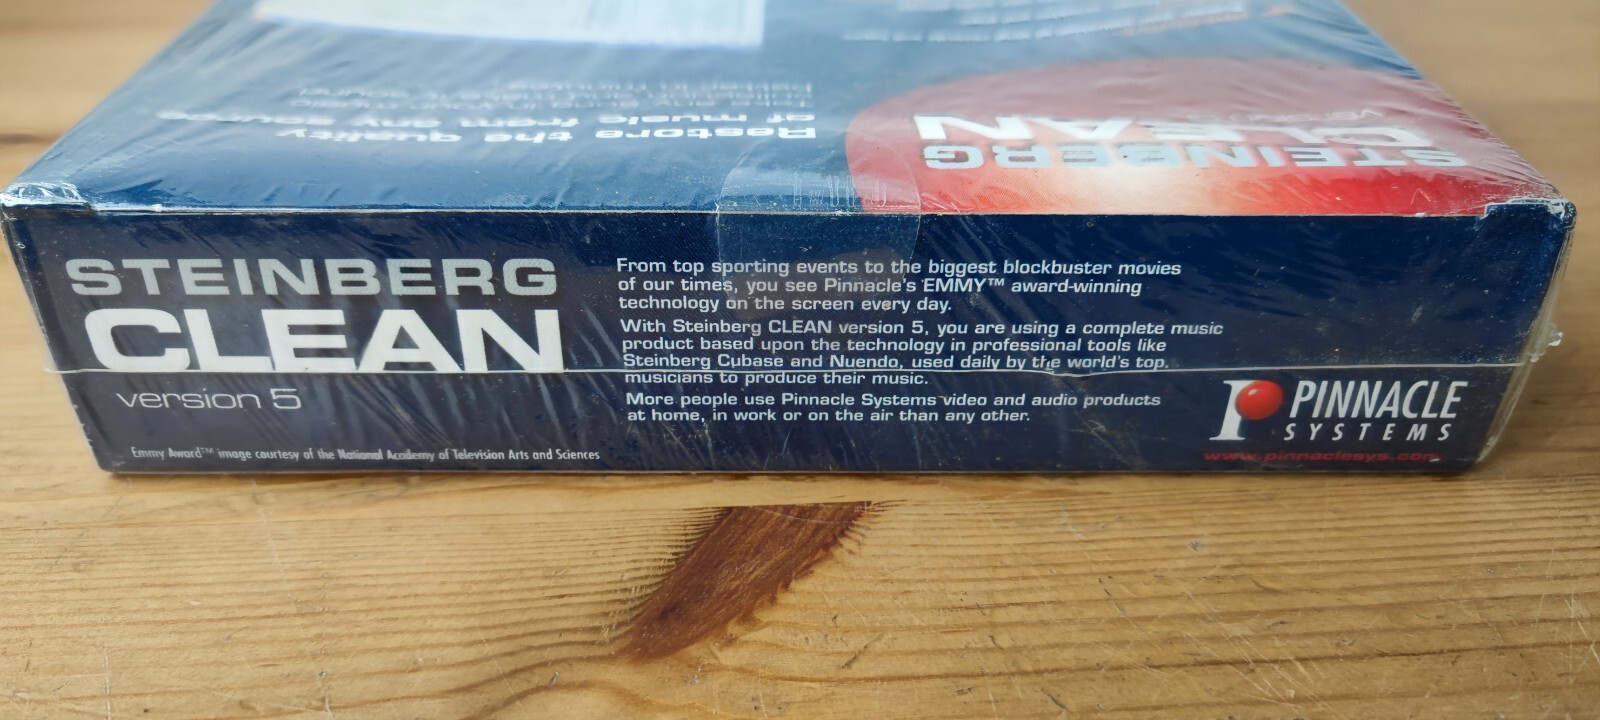 Restore the quality
of music from any source
STEINBERG
CLEAN
STEINBERG
CLEAN
version 5
From top sporting events to the biggest blockbuster movies
of our times, you see Pinnacle's EMMY™ award-winning
technology on the screen every day.
With Steinberg CLEAN version 5, you are using a complete music
product based upon the technology in professional tools like
Steinberg Cubase and Nuendo, used daily by the world's top
musicians to produce their music.
More people use Pinnacle Systems video and audio products
at home, in work or on the air than any other.
Emmy Award™ image courtesy of the National Academy of Television Arts and Sciences
PINNACLE
SYSTEMS
www.pinnaclesys.com